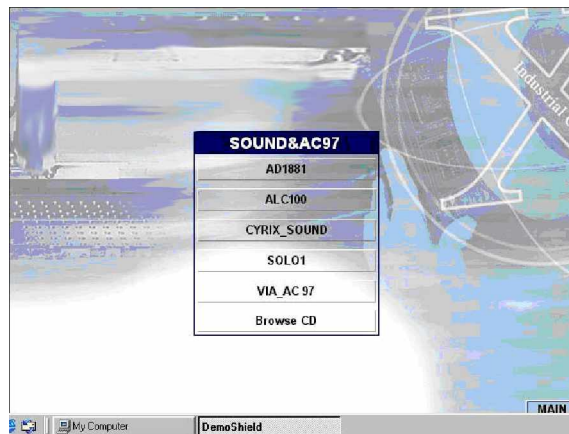 Industrial
SOUND&AC97
AD1881
ALC100
CYRIX_SOUND
SOLO1
VIA_AC 97
Browse CD
MAIN
My Computer
DemoShield